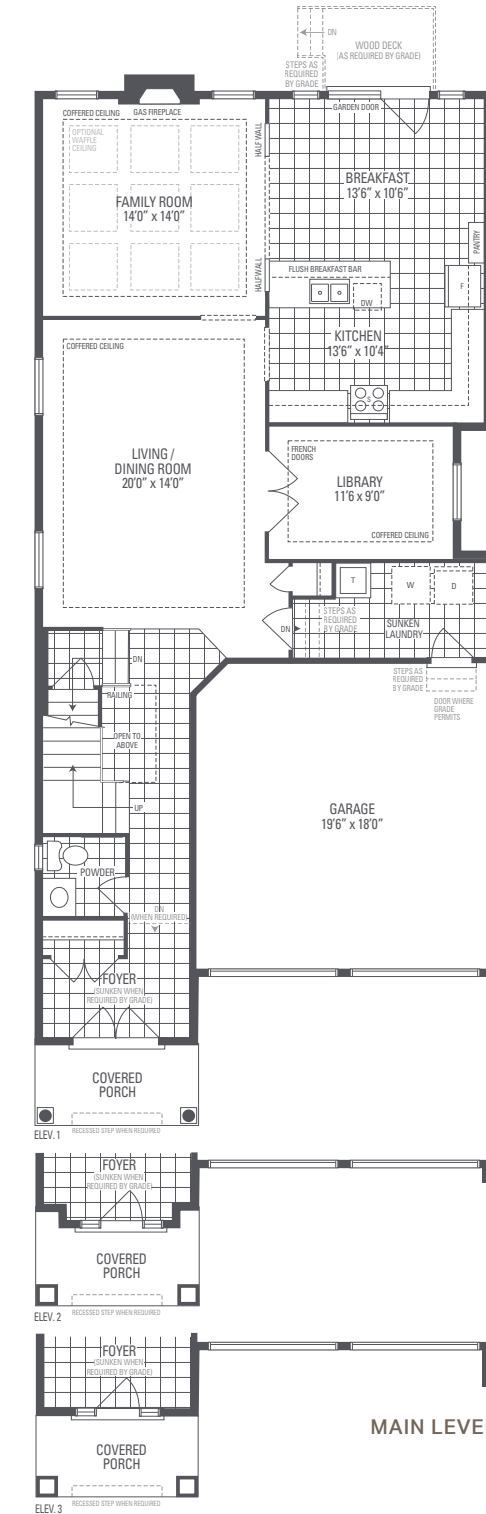 DN
WOOD DECK
(AS REQUIRED BY GRADE)
STEPS AS
REQUIRED
BY GRADE
COFFERED CEILING
GAS FIREPLACE
GARDEN DOOR
OPTIONAL
WAFFLE
CEILING
HALF WALL
FAMILY ROOM
14'0" x 14'0"
BREAKFAST
13'6" x 10'6"
PANTRY
HALF WALL
FLUSH BREAKFAST BAR
F
DW
KITCHEN
13'6" x 10'4"
COFFERED CEILING
S
LIVING /
DINING ROOM
20'0" x 14'0"
FRENCH
DOORS
LIBRARY
11'6 x 9'0"
COFFERED CEILING
T
W
D
STEPS AS
REQUIRED
BY GRADE
DN
SUNKEN
LAUNDRY
DN
STEPS AS
REQUIRED
BY GRADE
RAILING
DOOR WHERE
GRADE
PERMITS
OPEN TO
ABOVE
UP
GARAGE
19'6" x 18'0"
POWDER
DN
(WHEN REQUIRED)
FOYER
(SUNKEN WHEN
REQUIRED BY GRADE)
COVERED
PORCH
RECESSED STEP WHEN REQUIRED
ELEV. 1
FOYER
(SUNKEN WHEN
REQUIRED BY GRADE)
COVERED
PORCH
RECESSED STEP WHEN REQUIRED
ELEV. 2
FOYER
(SUNKEN WHEN
REQUIRED BY GRADE)
MAIN LEVE
COVERED
PORCH
RECESSED STEP WHEN REQUIRED
ELEV. 3